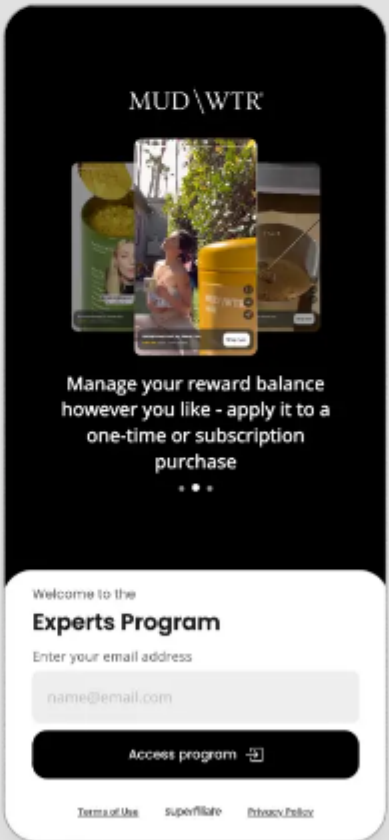 MUD\WTR
Manage your reward balance
however you like - apply it to a
one-time or subscription
purchase
Welcome to the
Experts Program
Enter your email address
name@email.com
Access program
Terms of Use superfiliate Privacy Policy